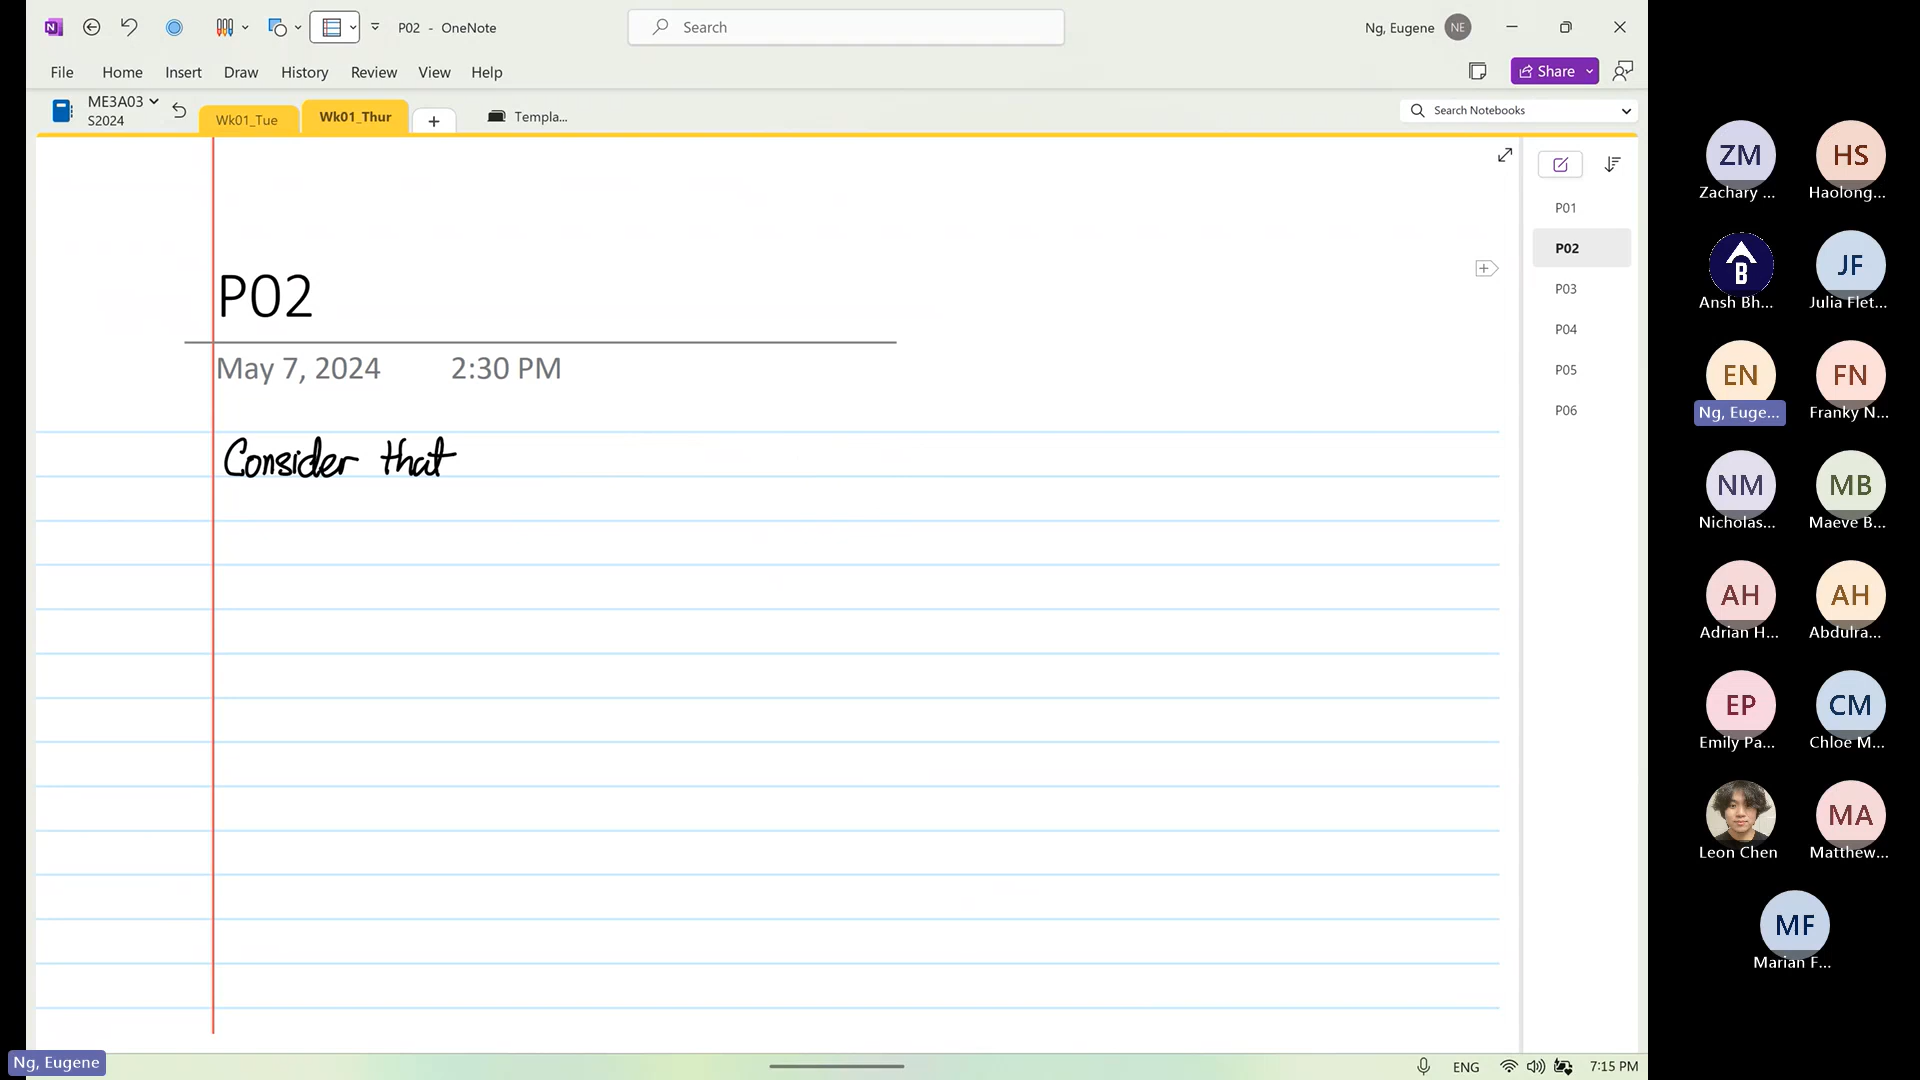 P02 - OneNote
Search
Ng, Eugene
NE
File Home Insert Draw History Review View Help
Share
ME3A03
S2024
Wk01_Tue
Wk01_Thur
Templa...
Search Notebooks
P02
May 7, 2024 2:30 PM
Consider that
P01
P02
P03
P04
P05
P06
ZM
Zachary ...
HS
Haolong...
B
Ansh Bh...
JF
Julia Flet...
EN
Ng, Euge...
FN
Franky N...
NM
Nicholas...
MB
Maeve B...
AH
Adrian H...
AH
Abdulra...
EP
Emily Pa...
CM
Chloe M...
Leon Chen
MA
Matthew...
MF
Marian F...
Ng, Eugene
ENG
7:15 PM